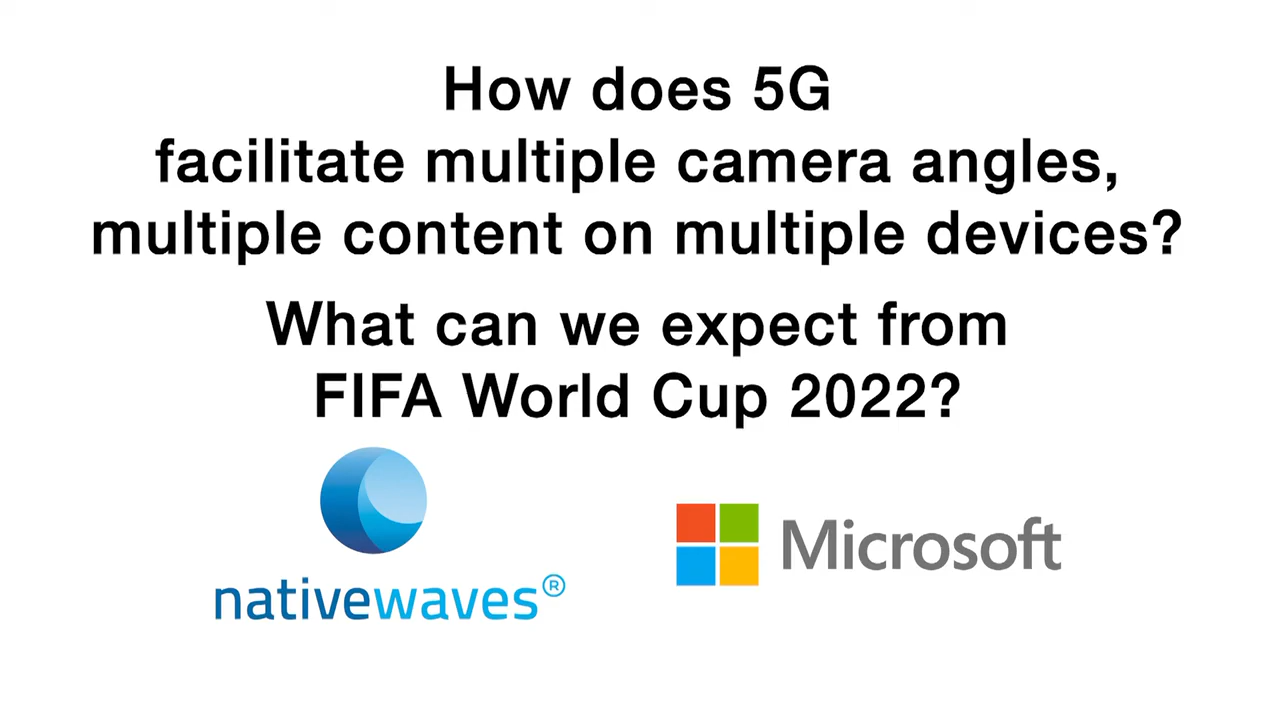 How does 5G
facilitate multiple camera angles,
multiple content on multiple devices?
What can we expect from
FIFA World Cup 2022?
nativewaves®
Microsoft